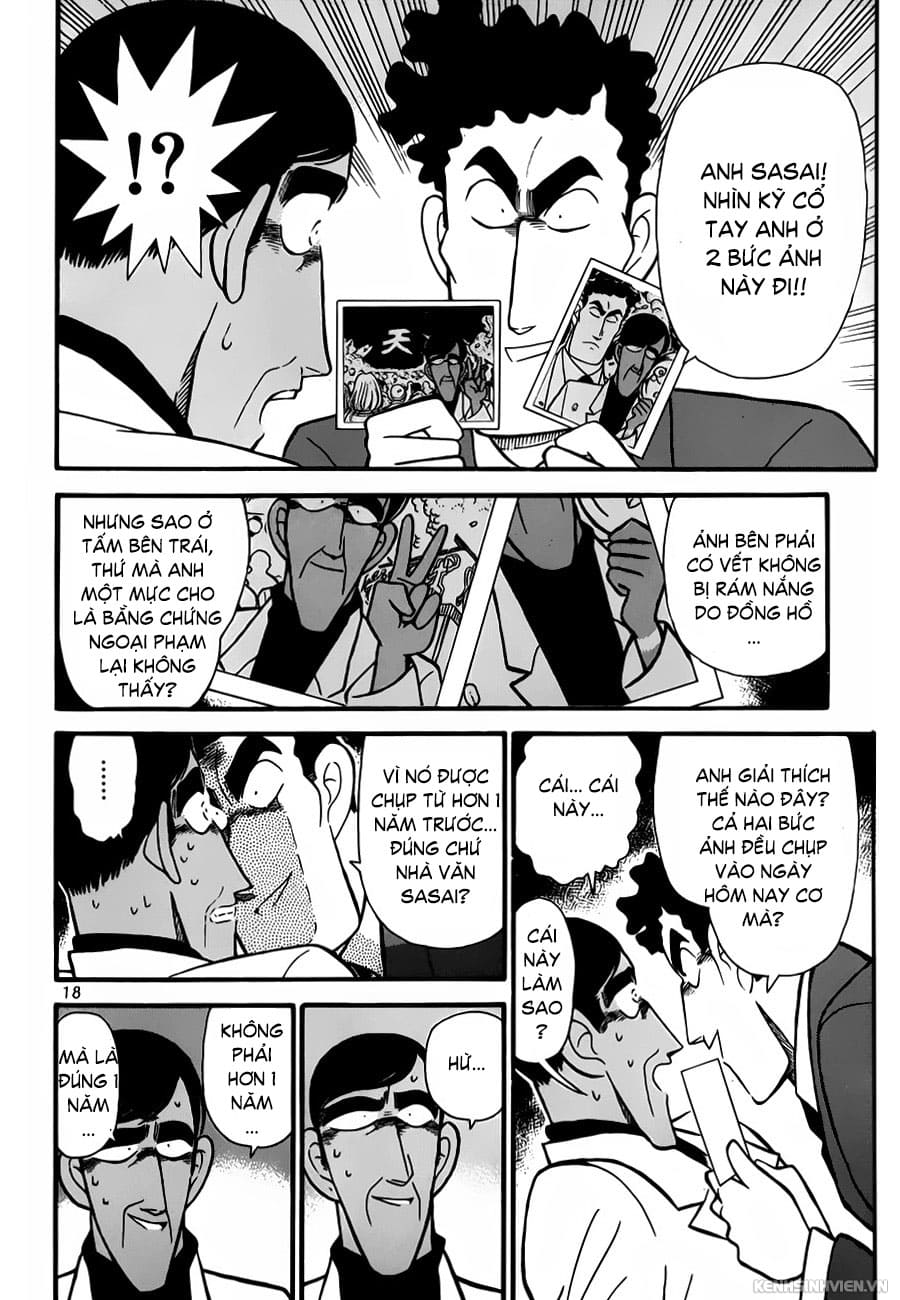 !?
ANH SASAI!
NHÌN KỸ CỔ
TAY ANH Ở
2 BỨC ẢNH
NÀY ĐI!!
天
ẢNH BÊN PHẢI
CÓ VẾT KHÔNG
BỊ RÁM NẮNG
DO ĐỒNG HỒ
...
NHƯNG SAO Ở
TẤM BÊN TRÁI,
THỨ MÀ ANH
MỘT MỰC CHO
LÀ BẰNG CHỨNG
NGOẠI PHẠM
LẠI KHÔNG
THẤY?
ANH GIẢI THÍCH
THẾ NÀO ĐÂY?
CẢ HAI BỨC
ẢNH ĐỀU CHỤP
VÀO NGÀY
HÔM NAY CƠ
MÀ?
CÁI... CÁI
NÀY...
CÁI
NÀY
LÀM
SAO
?
VÌ NÓ ĐƯỢC
CHỤP TỪ HƠN 1
NĂM TRƯỚC...
ĐÚNG CHỨ
NHÀ VĂN
SASAI?
......
18
HỪ...
KHÔNG
PHẢI
HƠN 1
NĂM
...
MÀ LÀ
ĐÚNG 1
NĂM
...
KENHSINHVIEN.VN